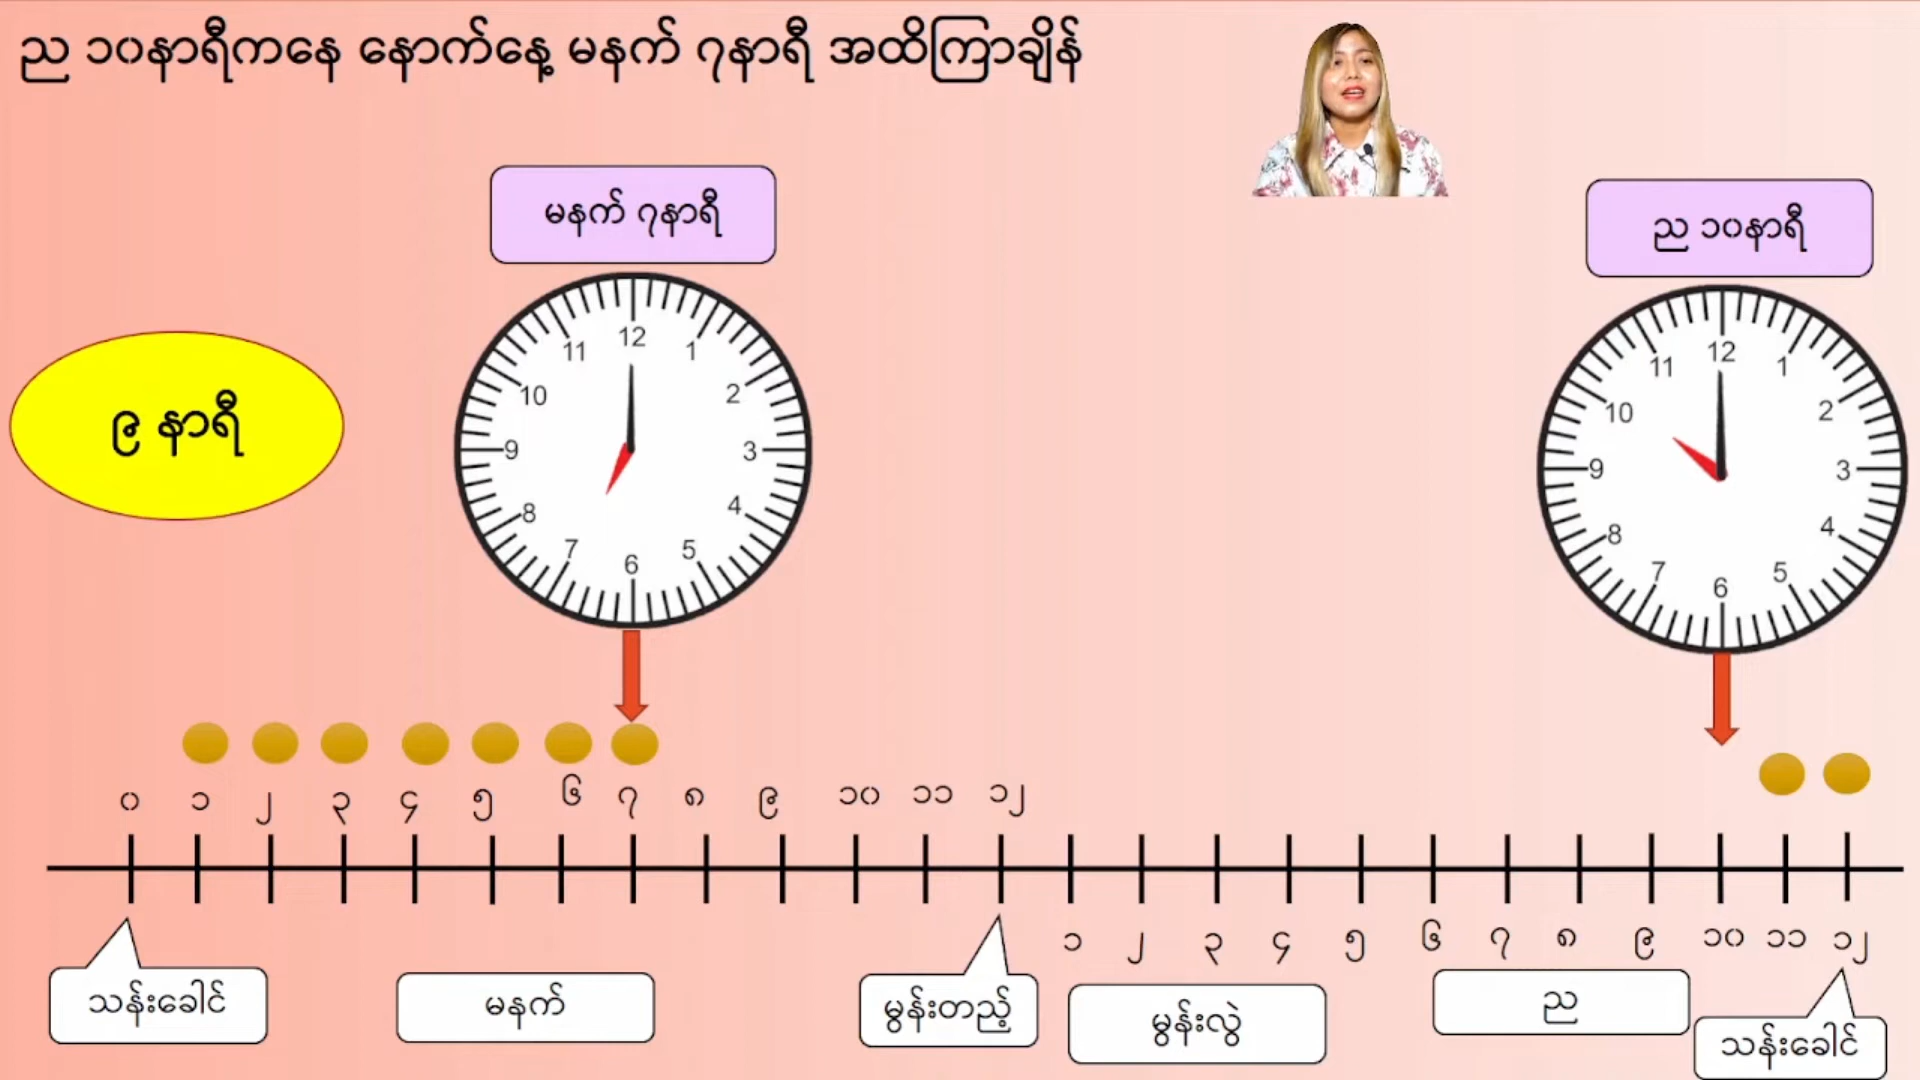 ည ၁၀နာရီကနေ နောက်နေ့ မနက် ၇နာရီ အထိကြာချိန်
မနက် ၇နာရီ
ည ၁၀နာရီ
၉ နာရီ
12
1
2
3
4
5
6
7
8
9
10
11
12
1
2
3
4
5
6
7
8
9
10
11
၀ ၁ ၂ ၃ ၄ ၅ ၆ ၇ ၈ ၉ ၁၀ ၁၁ ၁၂
၁ ၂ ၃ ၄ ၅ ၆ ၇ ၈ ၉ ၁၀ ၁၁ ၁၂
သန်းခေါင်
မနက်
မွန်းတည့်
မွန်းလွဲ
ည
သန်းခေါင်